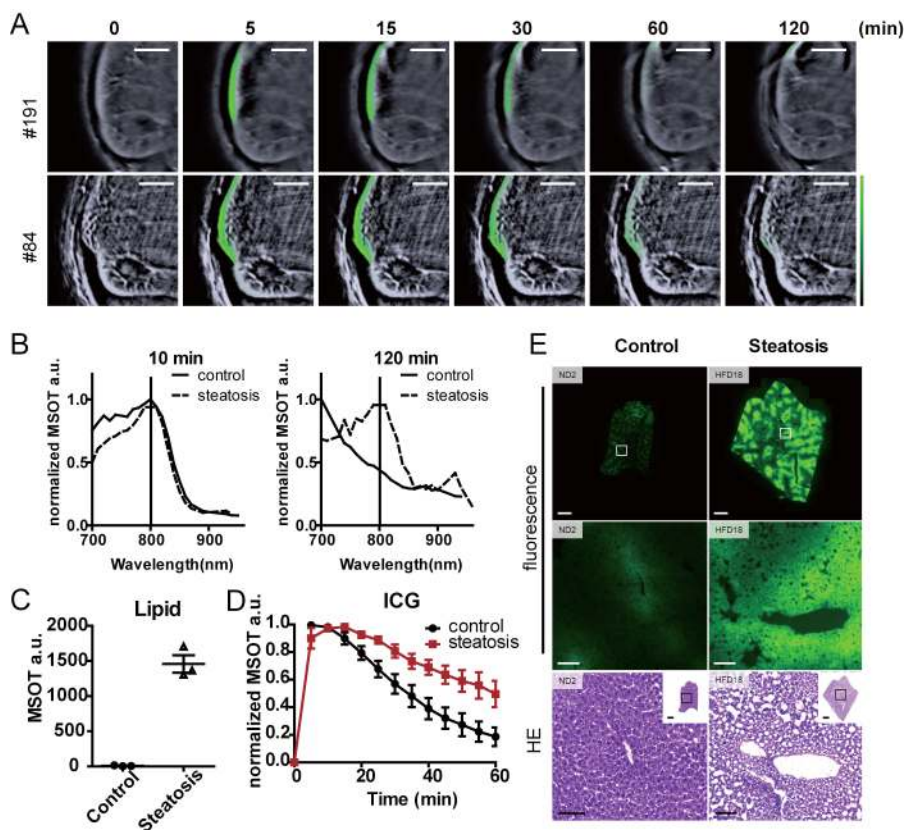 A
0 5 15 30 60 120 (min)
#191
#84
B
10 min
control
steatosis
normalized MSOT a.u.
1.0
0.5
0.0
700 800 900
Wavelength(nm)
120 min
control
steatosis
normalized MSOT a.u.
1.0
0.5
0.0
700 800 900
Wavelength(nm)
C
Lipid
MSOT a.u.
2000
1500
1000
500
0
Control
Steatosis
D
ICG
control
steatosis
normalized MSOT a.u.
1.0
0.8
0.6
0.4
0.2
0.0
0 20 40 60
Time (min)
E
Control Steatosis
fluorescence
ND2 HFD18
ND2 HFD18
HE
ND2 HFD18